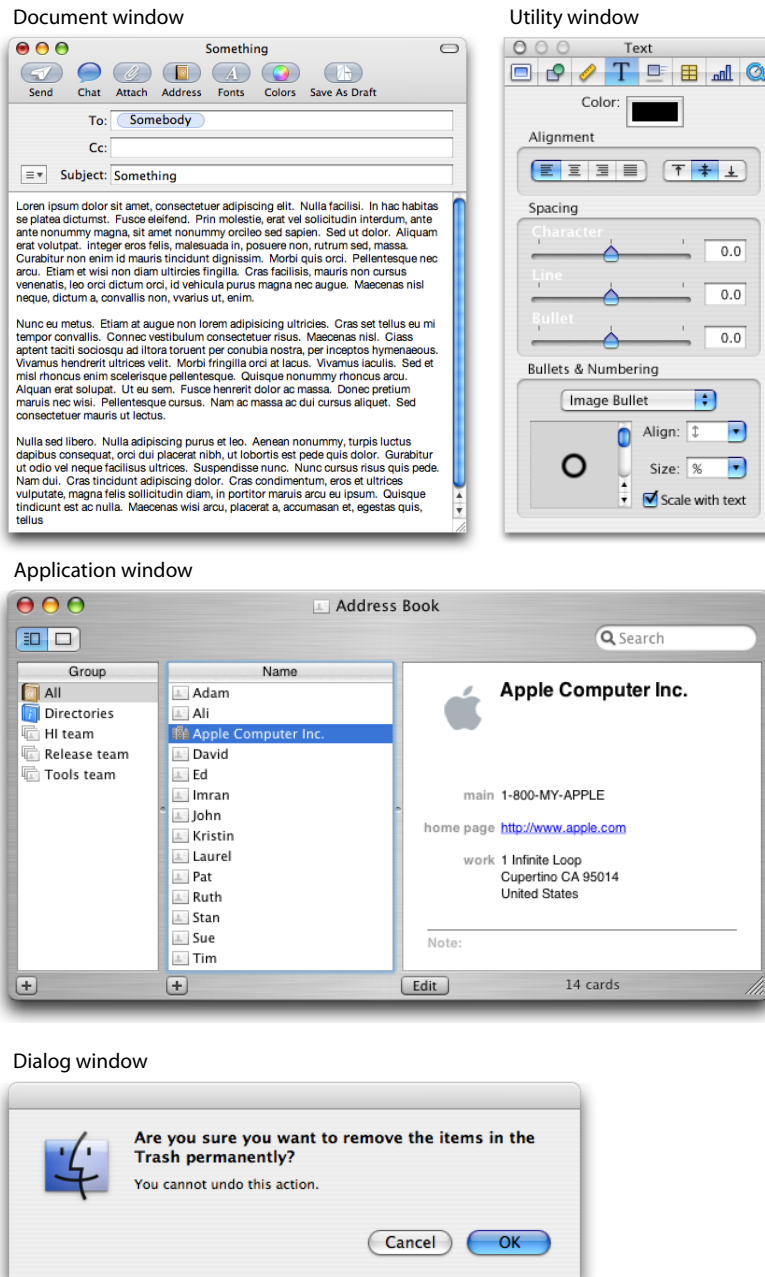 Document window
Something
Send Chat Attach Address Fonts Colors Save As Draft
To: Somebody
Cc:
Subject: Something
Lorem ipsum dolor sit amet, consectetuer adipiscing elit. Nulla facilisi. In hac habitas
se platea dictumst. Fusce eleifend. Prin molestie, erat vel solicitudin interdum, ante
ante nonummy magna, sit amet nonummy orcileo sed sapien. Sed ut dolor. Aliquam
erat volutpat. integer eros felis, malesuada in, posuere non, rutrum sed, massa.
Curabitur non enim id mauris tincidunt dignissim. Morbi quis orci. Pellentesque nec
arcu. Etiam et wisi non diam ultircies fingilla. Cras facilisis, mauris non cursus
venenatis, leo orci dictum orci, id vehicula purus magna nec augue. Maecenas nisl
neque, dictum a, convallis non, vvarius ut, enim.
Nunc eu metus. Etiam at augue non lorem adipisicing ultricies. Cras set tellus eu mi
tempor convallis. Connec vestibulum consectetuer risus. Maecenas nisl. Ciass
aptent taciti sociosqu ad iltora toruent per conubia nostra, per inceptos hymenaeous.
Vivamus hendrerit ultrices velit. Morbi fringilla orci at lacus. Vivamus iaculis. Sed et
misl rhoncus enim scelerisque pellentesque. Quisque nonummy rhoncus arcu.
Alquan erat solupat. Ut eu sem. Fusce henrerit dolor ac massa. Donec pretium
maruis nec wisi. Pellentesque cursus. Nam ac massa ac dui cursus aliquet. Sed
consectetuer mauris ut lectus.
Nulla sed libero. Nulla adipiscing purus et leo. Aenean nonummy, turpis luctus
dapibus consequat, orci dui placerat nibh, ut lobortis est pede quis dolor. Gurabitur
ut odio vel neque facilisus ultrices. Suspendisse nunc. Nunc cursus risus quis pede.
Nam dui. Cras tincidunt adipiscing dolor. Cras condimentum, eros et ultrices
vulputate, magna felis sollicitudin diam, in portitor maruis arcu eu ipsum. Quisque
tindicunt est ac nulla. Maecenas wisi arcu, placerat a, accumasan et, egestas quis,
tellus
Utility window
Text
T
Color:
Alignment
Spacing
Character
0.0
Line
0.0
Bullet
0.0
Bullets & Numbering
Image Bullet
Align:
Size: %
Scale with text
Application window
Address Book
Search
Group
All
Directories
HI team
Release team
Tools team
Name
Adam
Ali
Apple Computer Inc.
David
Ed
Imran
John
Kristin
Laurel
Pat
Ruth
Stan
Sue
Tim
Apple Computer Inc.
main 1-800-MY-APPLE
home page http://www.apple.com
work 1 Infinite Loop
Cupertino CA 95014
United States
Note:
+ + Edit 14 cards
Dialog window
Are you sure you want to remove the items in the
Trash permanently?
You cannot undo this action.
Cancel OK